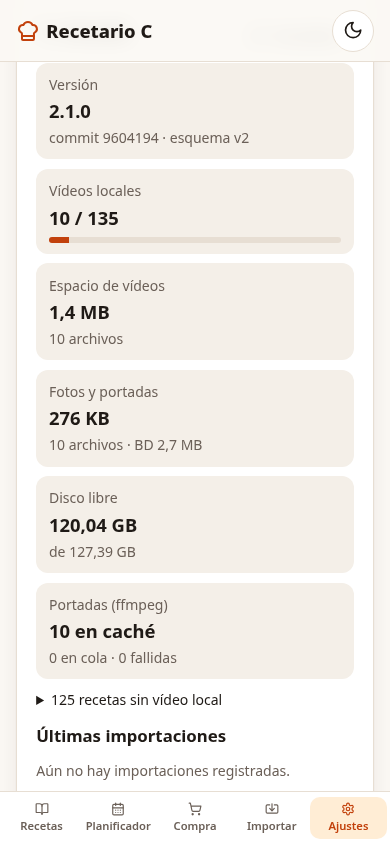 Recetario C
Versión
2.1.0
commit 9604194 · esquema v2
Vídeos locales
10 / 135
Espacio de vídeos
1,4 MB
10 archivos
Fotos y portadas
276 KB
10 archivos · BD 2,7 MB
Disco libre
120,04 GB
de 127,39 GB
Portadas (ffmpeg)
10 en caché
0 en cola · 0 fallidas
125 recetas sin vídeo local
Últimas importaciones
Aún no hay importaciones registradas.
Recetas Planificador Compra Importar Ajustes